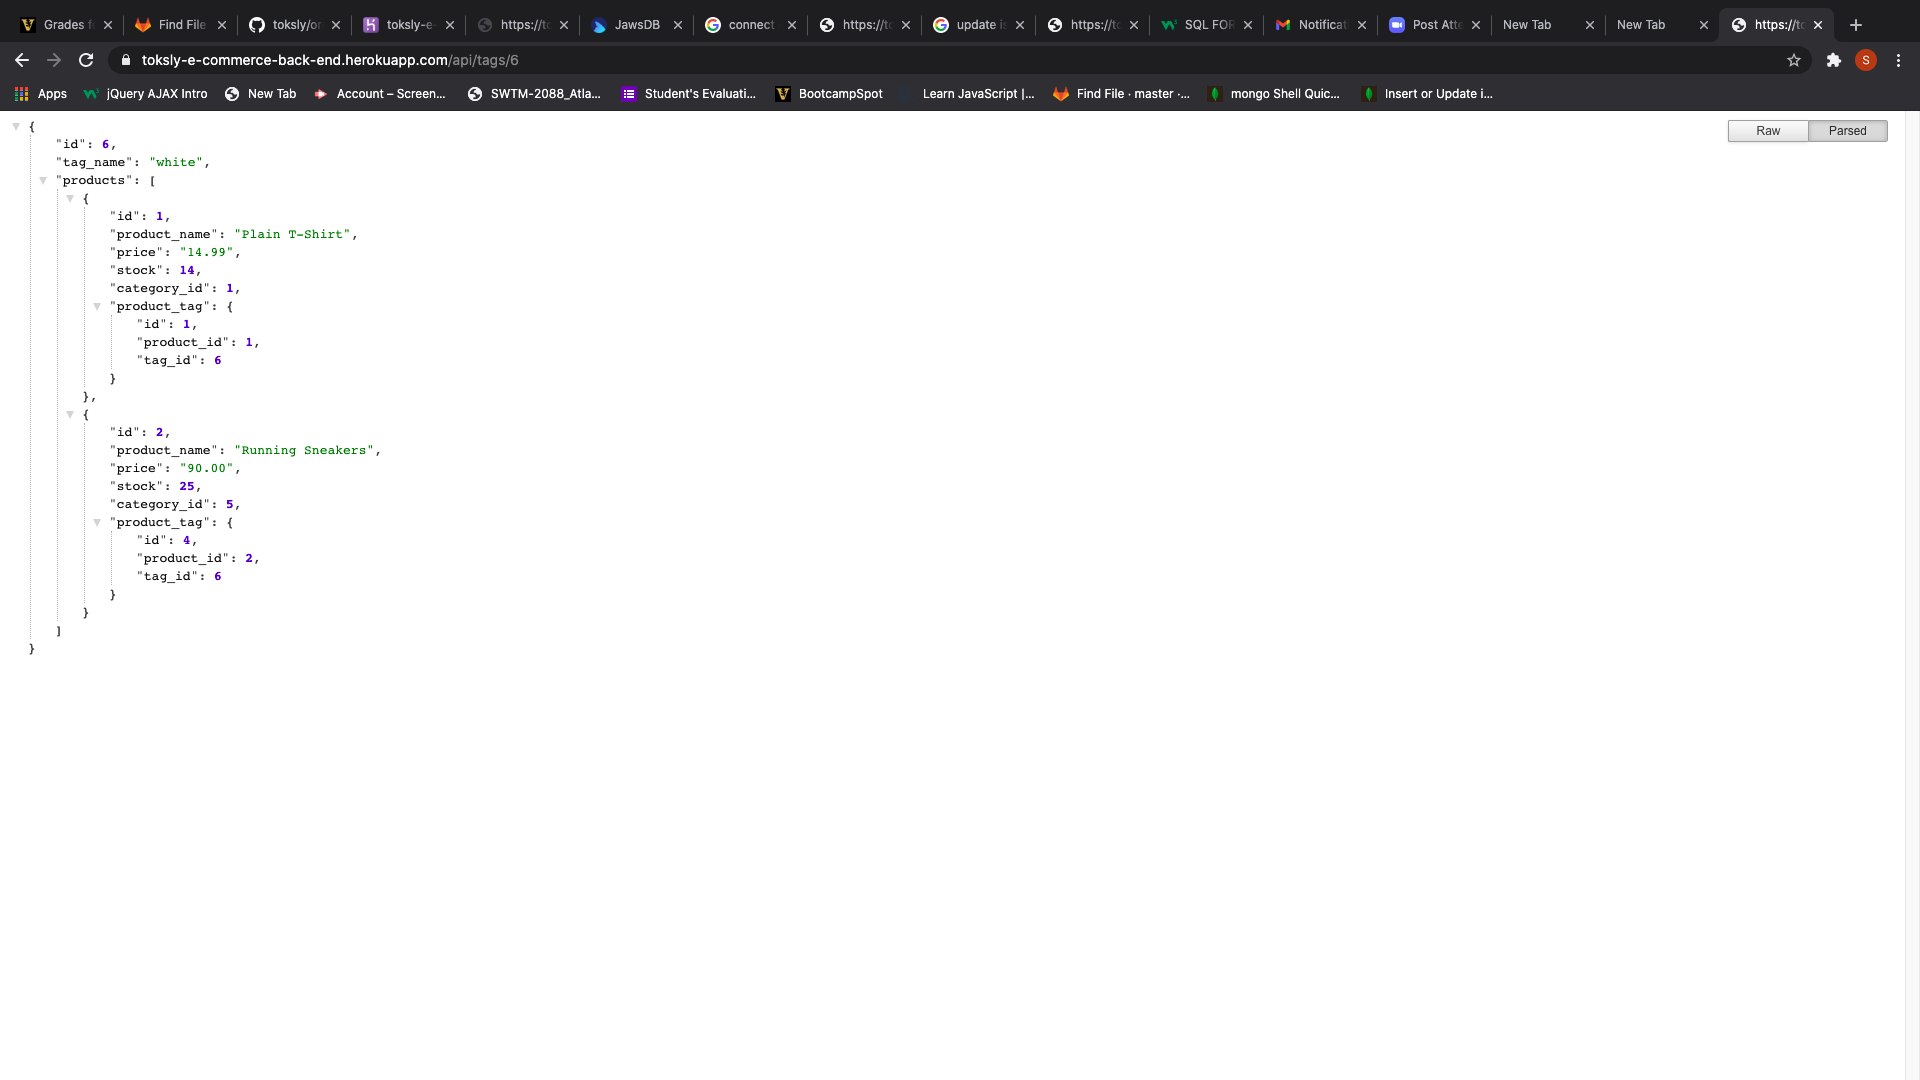 Grades f
Find File
toksly/or
toksly-e-
https://to
JawsDB
connect
https://to
update is
https://to
SQL FOR
Notificat
Post Atte
New Tab
New Tab
https://to
toksly-e-commerce-back-end.herokuapp.com/api/tags/6
S
Apps
jQuery AJAX Intro
New Tab
Account – Screen...
SWTM-2088_Atla...
Student's Evaluati...
BootcampSpot
Learn JavaScript |...
Find File · master ·...
mongo Shell Quic...
Insert or Update i...
Raw
Parsed
{
"id": 6,
"tag_name": "white",
"products": [
{
"id": 1,
"product_name": "Plain T-Shirt",
"price": "14.99",
"stock": 14,
"category_id": 1,
"product_tag": {
"id": 1,
"product_id": 1,
"tag_id": 6
}
},
{
"id": 2,
"product_name": "Running Sneakers",
"price": "90.00",
"stock": 25,
"category_id": 5,
"product_tag": {
"id": 4,
"product_id": 2,
"tag_id": 6
}
}
]
}